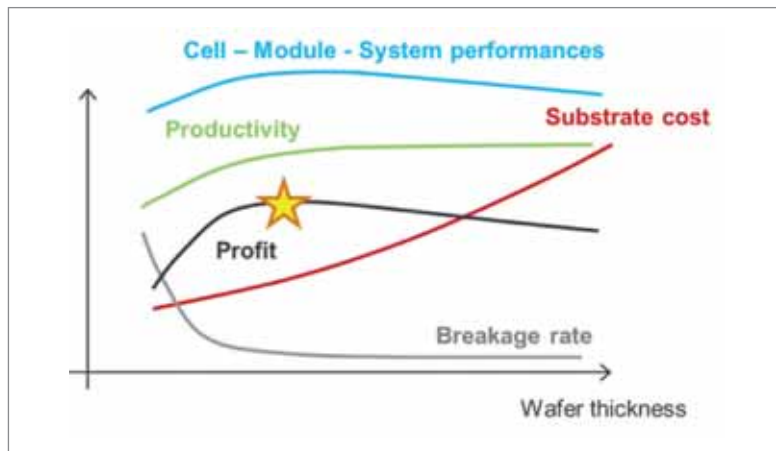 Cell – Module - System performances
Substrate cost
Productivity
Profit
Breakage rate
Wafer thickness